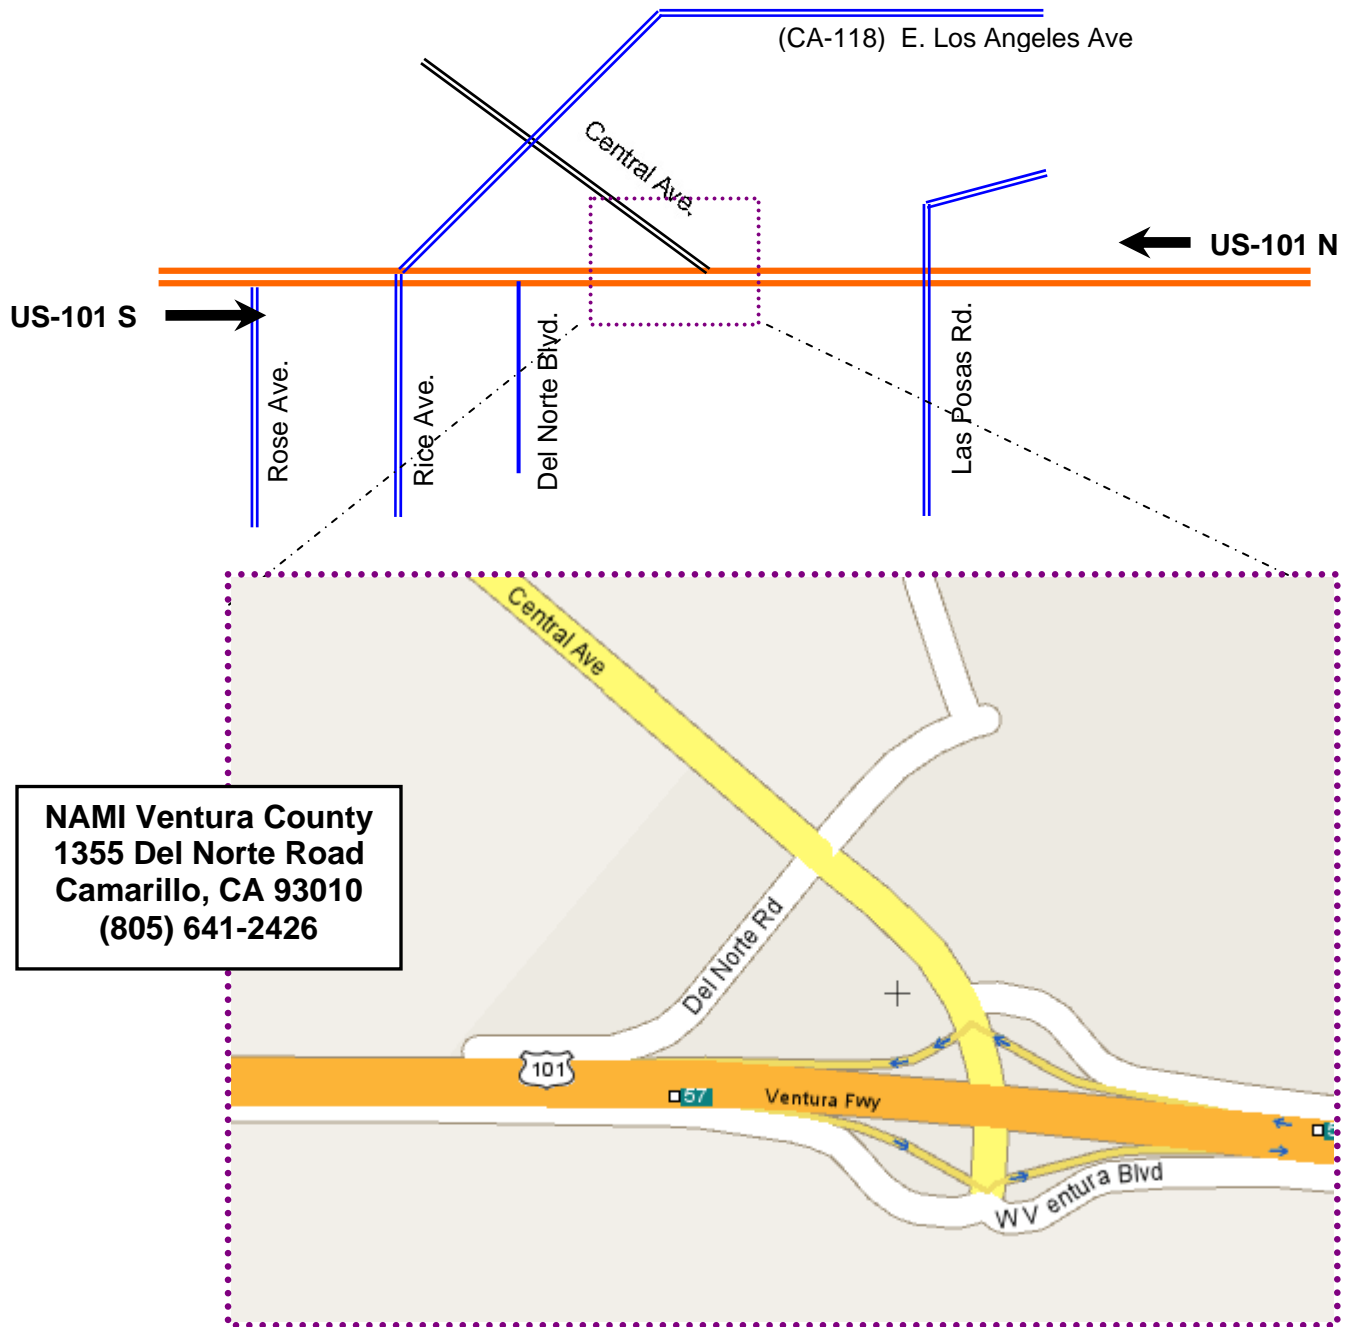 (CA-118)  E. Los Angeles Ave
Central Ave.
US-101 N
US-101 S
Rose Ave.
Rice Ave.
Del Norte Blvd.
Las Posas Rd.
Central Ave
NAMI Ventura County
1355 Del Norte Road
Camarillo, CA 93010
(805) 641-2426
Del Norte Rd
101
57
Ventura Fwy
W V entura Blvd